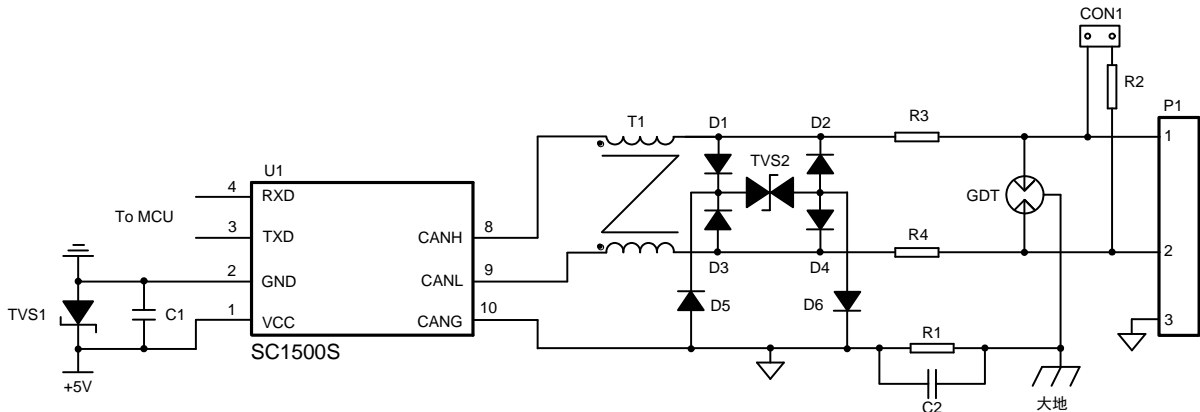 CON1
R2
P1
T1
D1
D2
R3
1
TVS2
U1
4
RXD
GDT
To MCU
3
TXD
CANH
8
R4
2
GND
CANL
9
D3
D4
2
TVS1
C1
1
VCC
CANG
10
D5
D6
R1
3
SC1500S
+5V
C2
大地